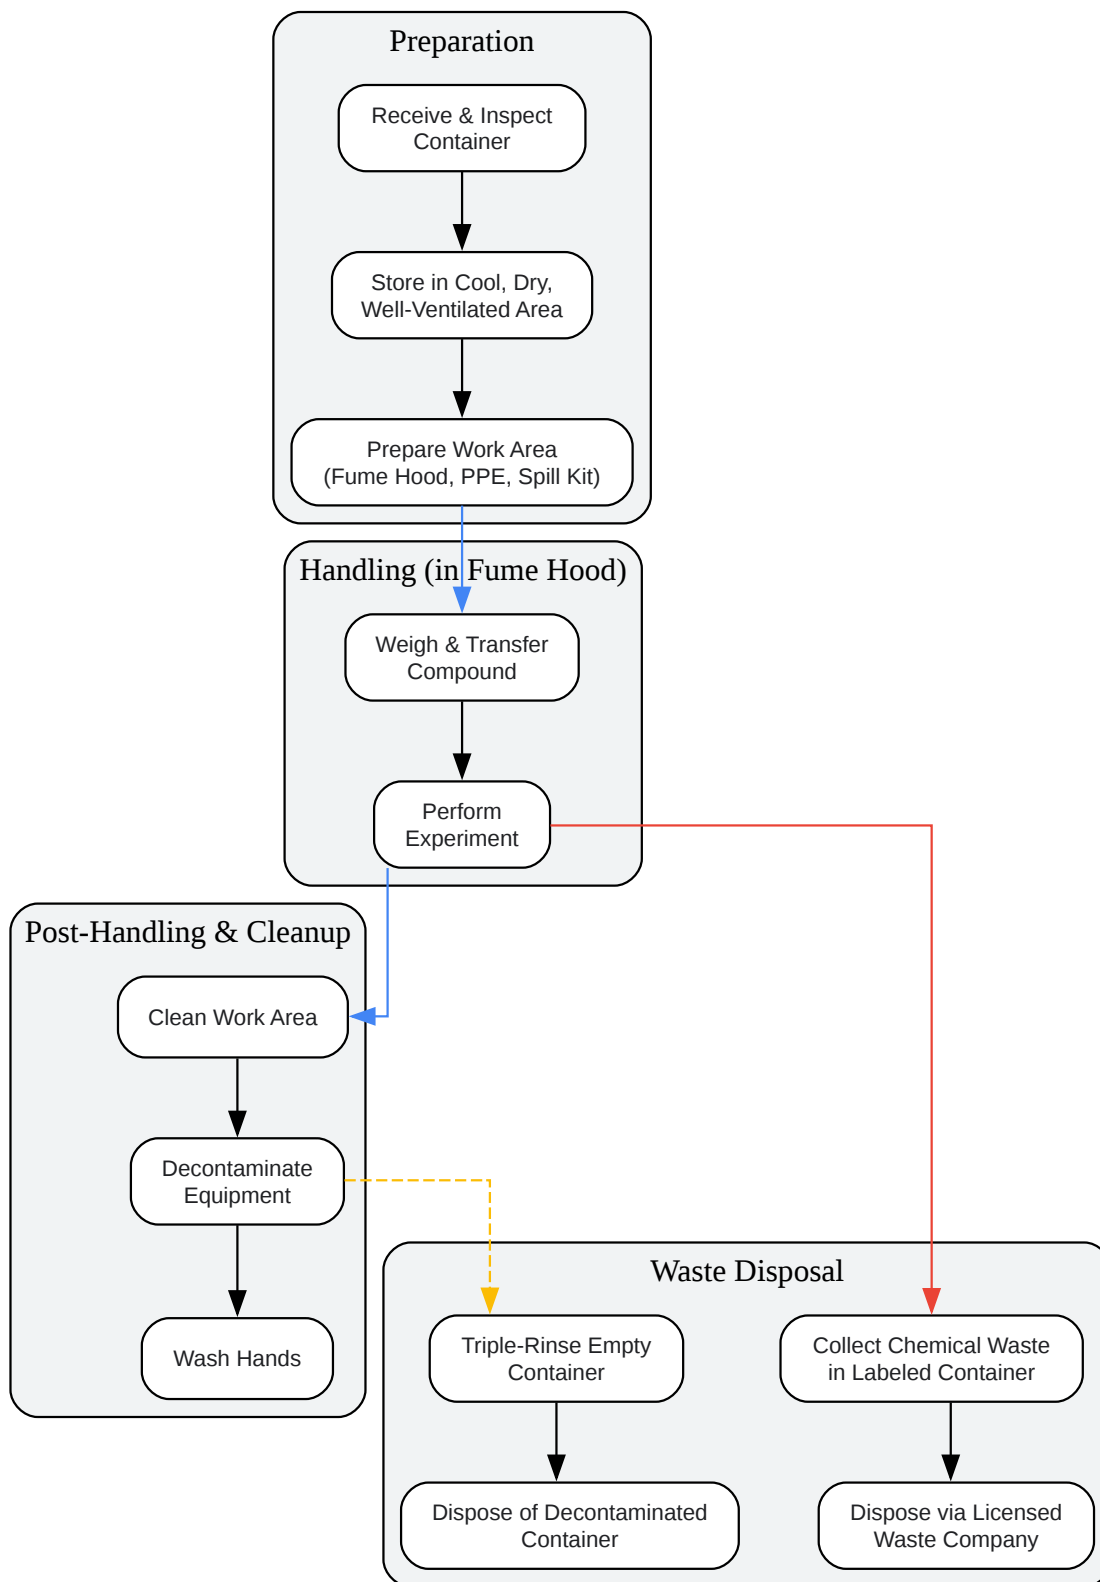 Preparation
Receive & Inspect
Container
Store in Cool, Dry,
Well-Ventilated Area
Prepare Work Area
(Fume Hood, PPE, Spill Kit)
Handling (in Fume Hood)
Weigh & Transfer
Compound
Perform
Experiment
Post-Handling & Cleanup
Clean Work Area
Decontaminate
Equipment
Wash Hands
Waste Disposal
Triple-Rinse Empty
Container
Collect Chemical Waste
in Labeled Container
Dispose of Decontaminated
Container
Dispose via Licensed
Waste Company